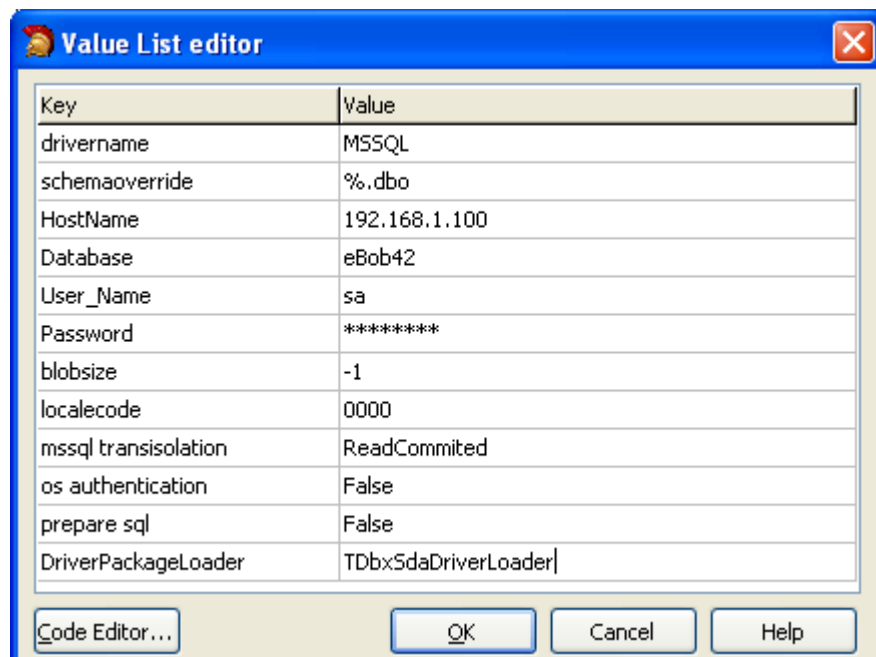 Value List editor
Key Value
drivername MSSQL
schemaoverride %.dbo
HostName 192.168.1.100
Database eBob42
User_Name sa
Password ********
blobsize -1
localecode 0000
mssql transisolation ReadCommited
os authentication False
prepare sql False
DriverPackageLoader TDbxSdaDriverLoader
Code Editor... OK Cancel Help